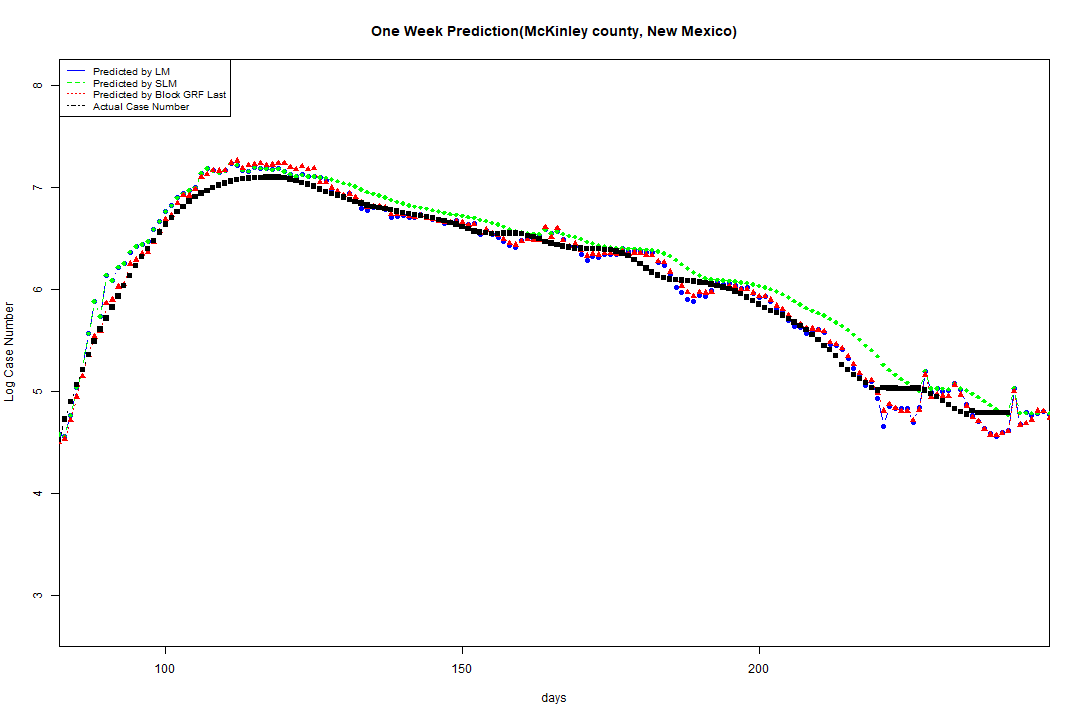 One Week Prediction(McKinley county, New Mexico)
Predicted by LM
Predicted by SLM
Predicted by Block GRF Last
Actual Case Number
8
7
6
5
4
3
Log Case Number
100 150 200
days